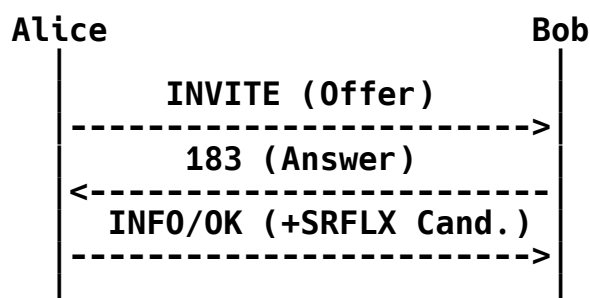 Alice Bob
INVITE (Offer)
------------------------>
183 (Answer)
<------------------------
INFO/OK (+SRFLX Cand.)
------------------------>